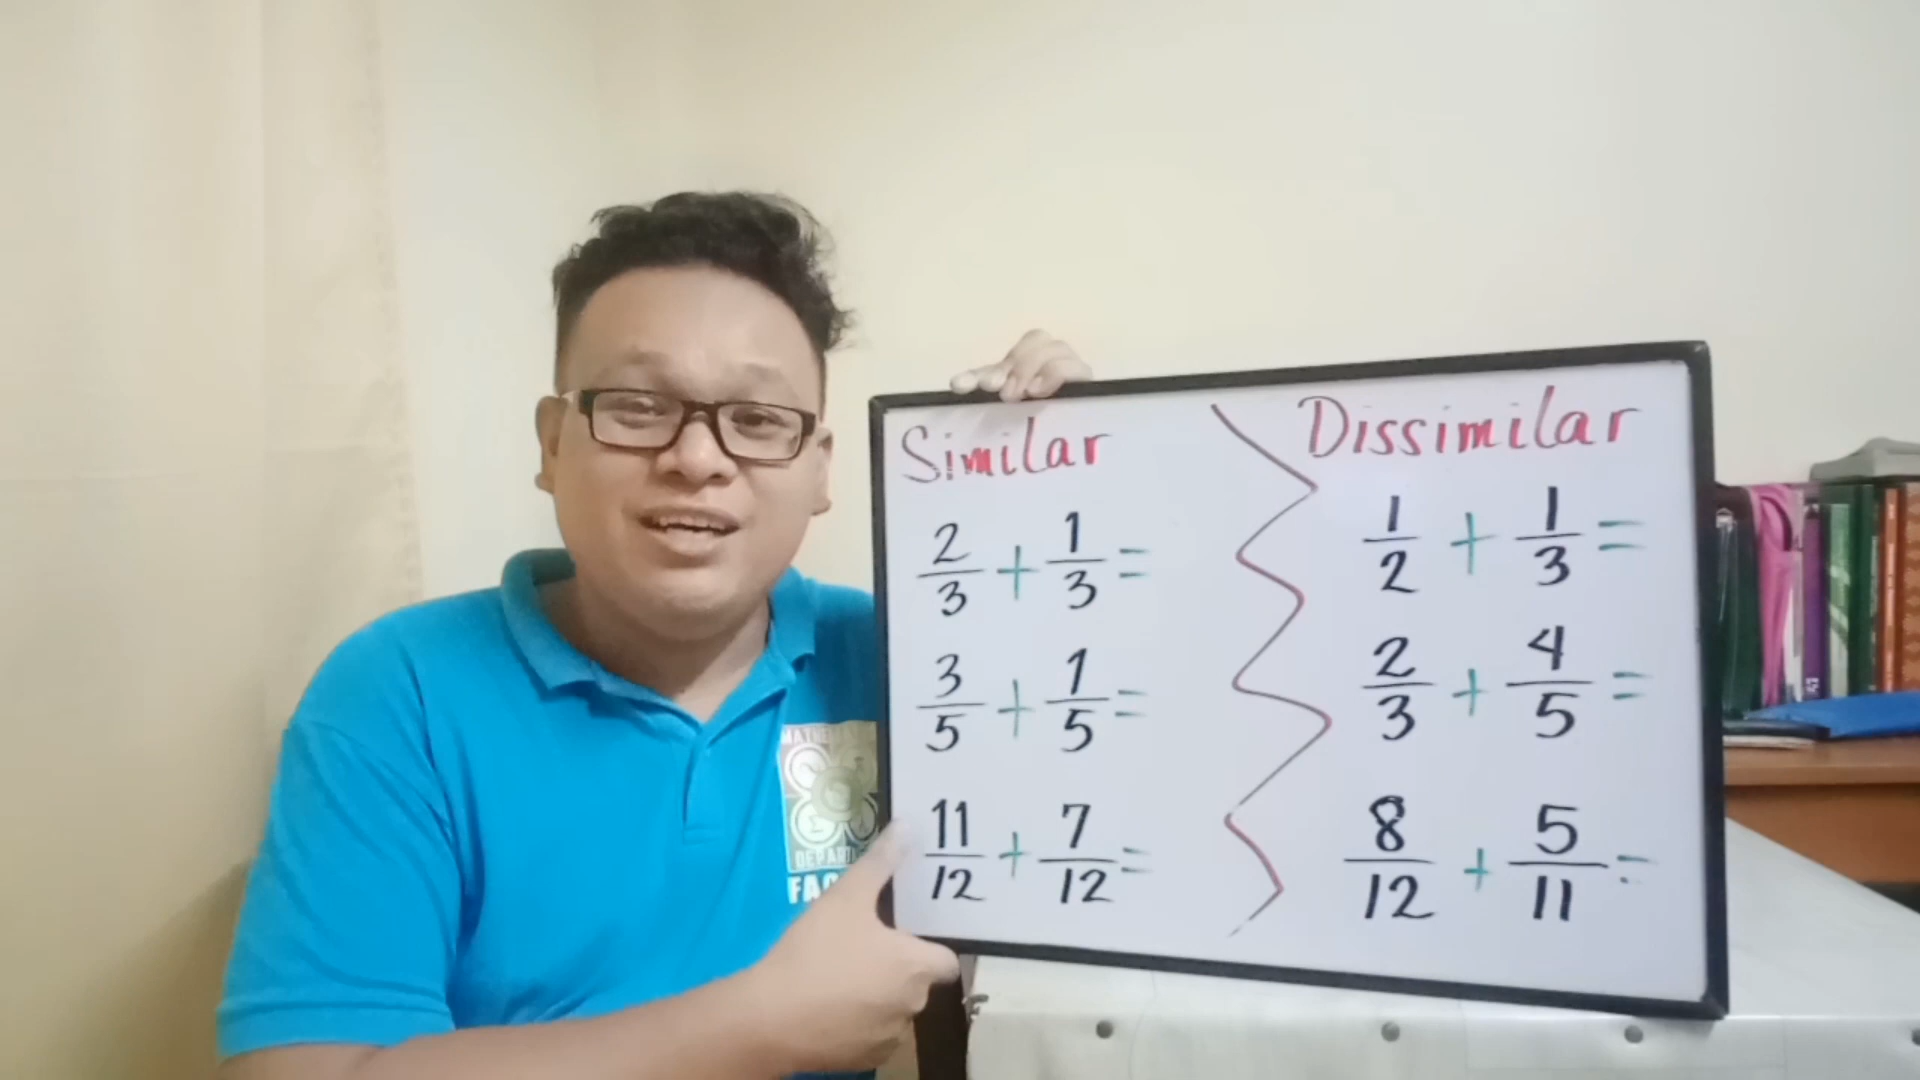 Similar
2/3 + 1/3 =
3/5 + 1/5 =
11/12 + 7/12 =
Dissimilar
1/2 + 1/3 =
2/3 + 4/5 =
8/12 + 5/11 =